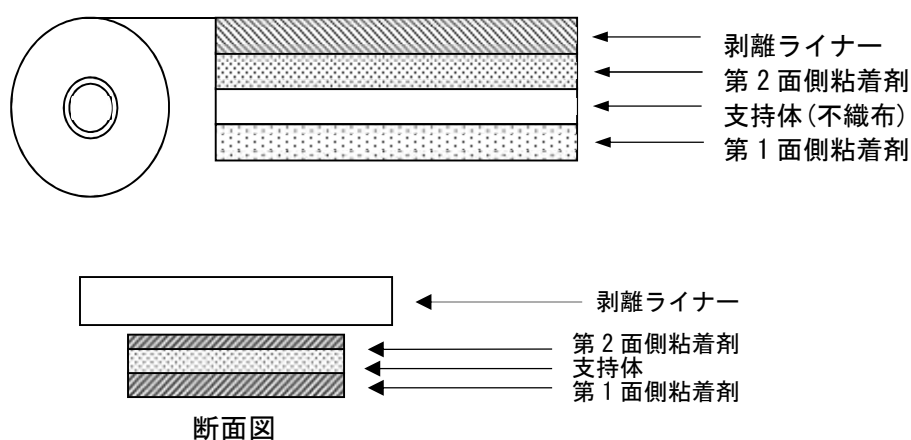 剥離ライナー
第2面側粘着剤
支持体(不織布)
第1面側粘着剤
剥離ライナー
第2面側粘着剤
支持体
第1面側粘着剤
断面図